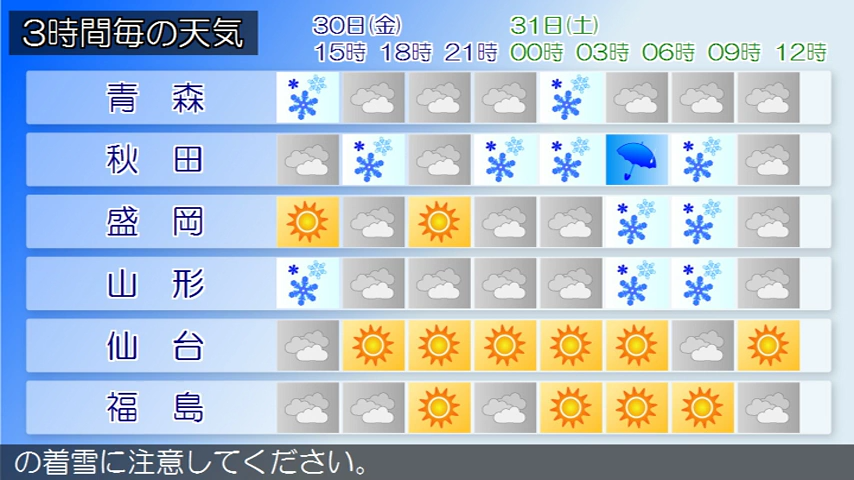 3時間毎の天気
30日(金) 31日(土)
15時 18時 21時 00時 03時 06時 09時 12時
青森
秋田
盛岡
山形
仙台
福島
の着雪に注意してください。